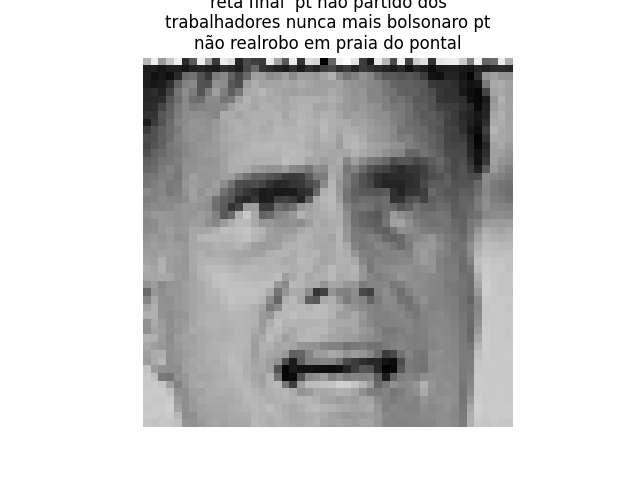 reta final  pt não partido dos
trabalhadores nunca mais bolsonaro pt
não realrobo em praia do pontal